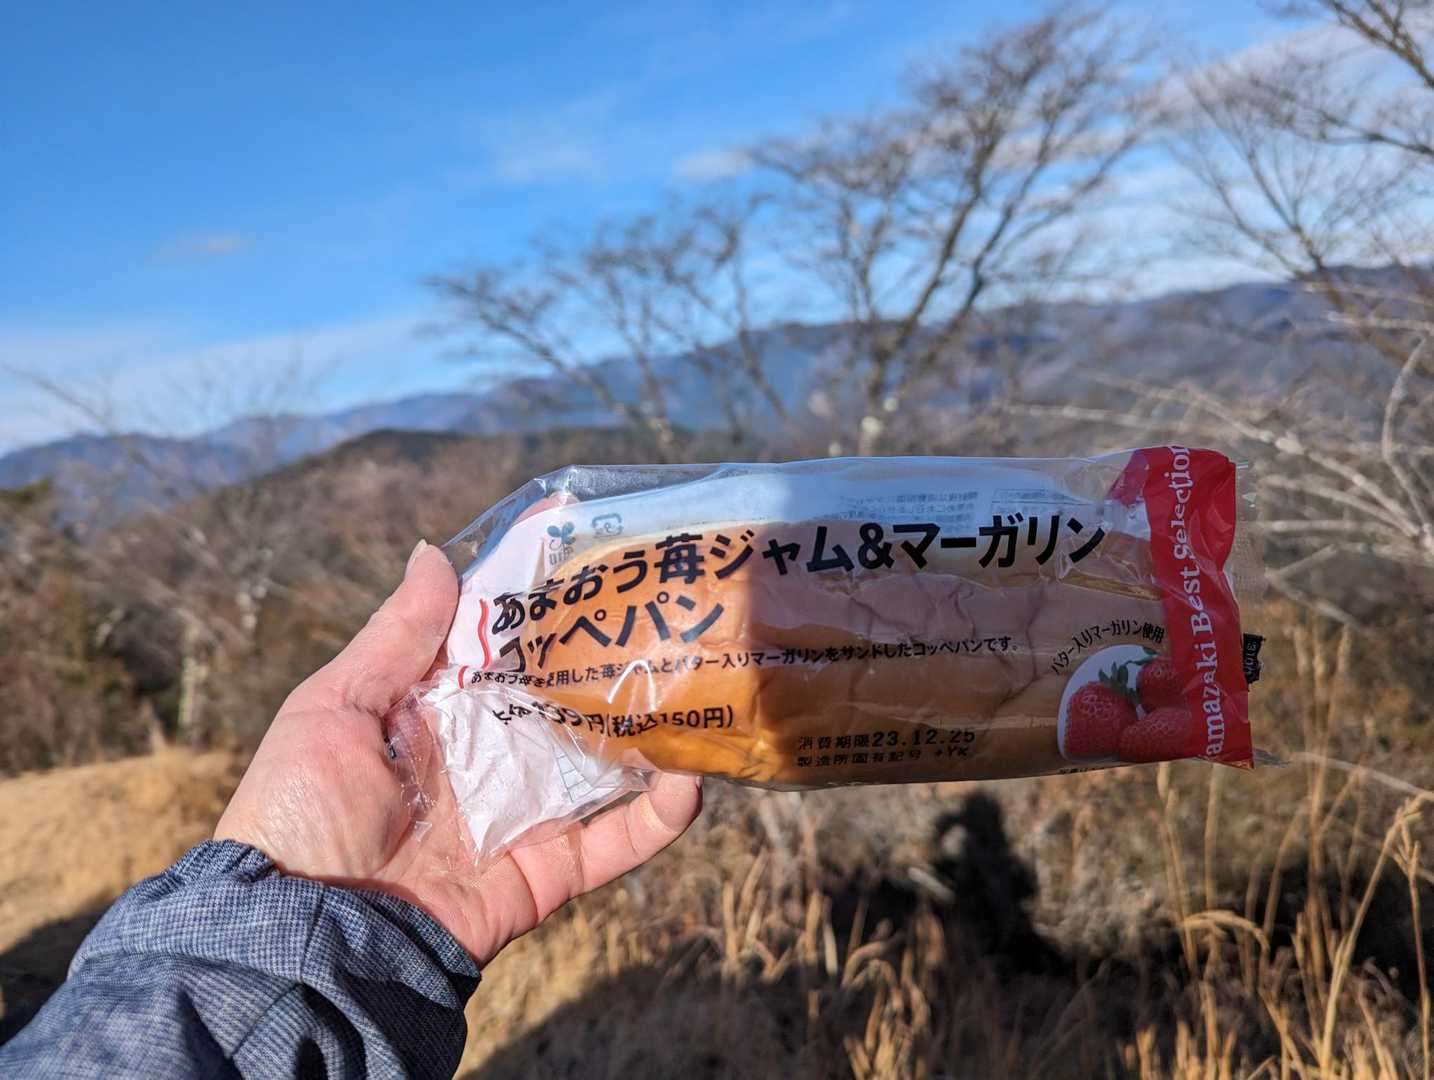 あまおう苺ジャム&マーガリン
コッペパン
あまおう苺を使用した苺ジャムとバター入りマーガリンをサンドしたコッペパンです。
139円(税込150円)
消費期限23.12.25
製造所固有記号 +YK
バター入りマーガリン使用
amazaki Best Selection